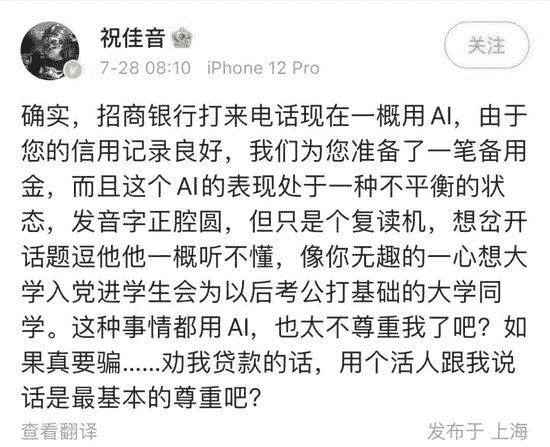 祝佳音
7-28 08:10 iPhone 12 Pro
关注
确实，招商银行打来电话现在一概用 AI，由于
您的信用记录良好，我们为您准备了一笔备用
金，而且这个 AI 的表现处于一种不平衡的状
态，发音字正腔圆，但只是个复读机，想岔开
话题逗他他一概听不懂，像你无趣的一心想大
学入党进学生会为以后考公打基础的大学同
学。这种事情都用 AI，也太不尊重我了吧？如
果真要骗……劝我贷款的话，用个活人跟我说
话是最基本的尊重吧？
查看翻译
发布于 上海